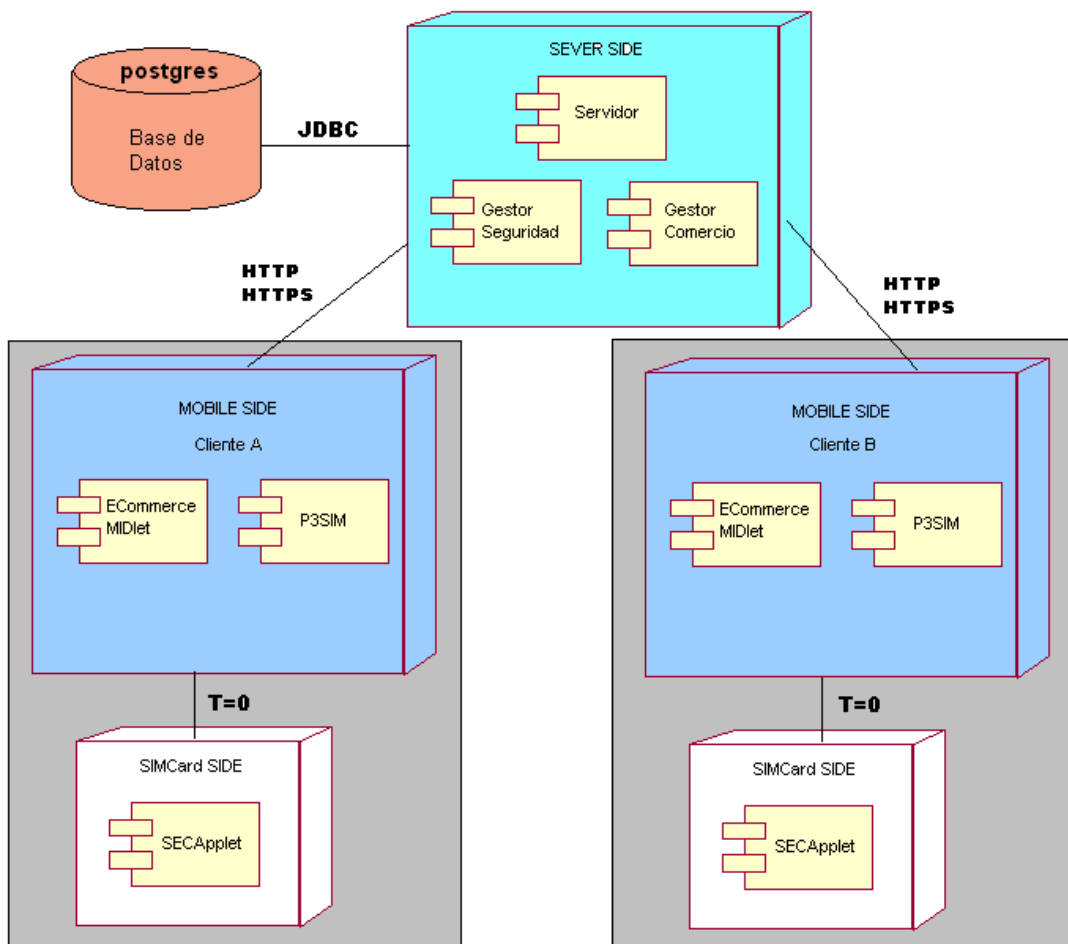 SEVER SIDE
postgres
Servidor
JDBC
Base de
Datos
Gestor
Seguridad
Gestor
Comercio
HTTP
HTTPS
HTTP
HTTPS
MOBILE SIDE
Cliente A
ECommerce
MIDlet
P3SIM
MOBILE SIDE
Cliente B
ECommerce
MIDlet
P3SIM
T=0
T=0
SIMCard SIDE
SECApplet
SIMCard SIDE
SECApplet